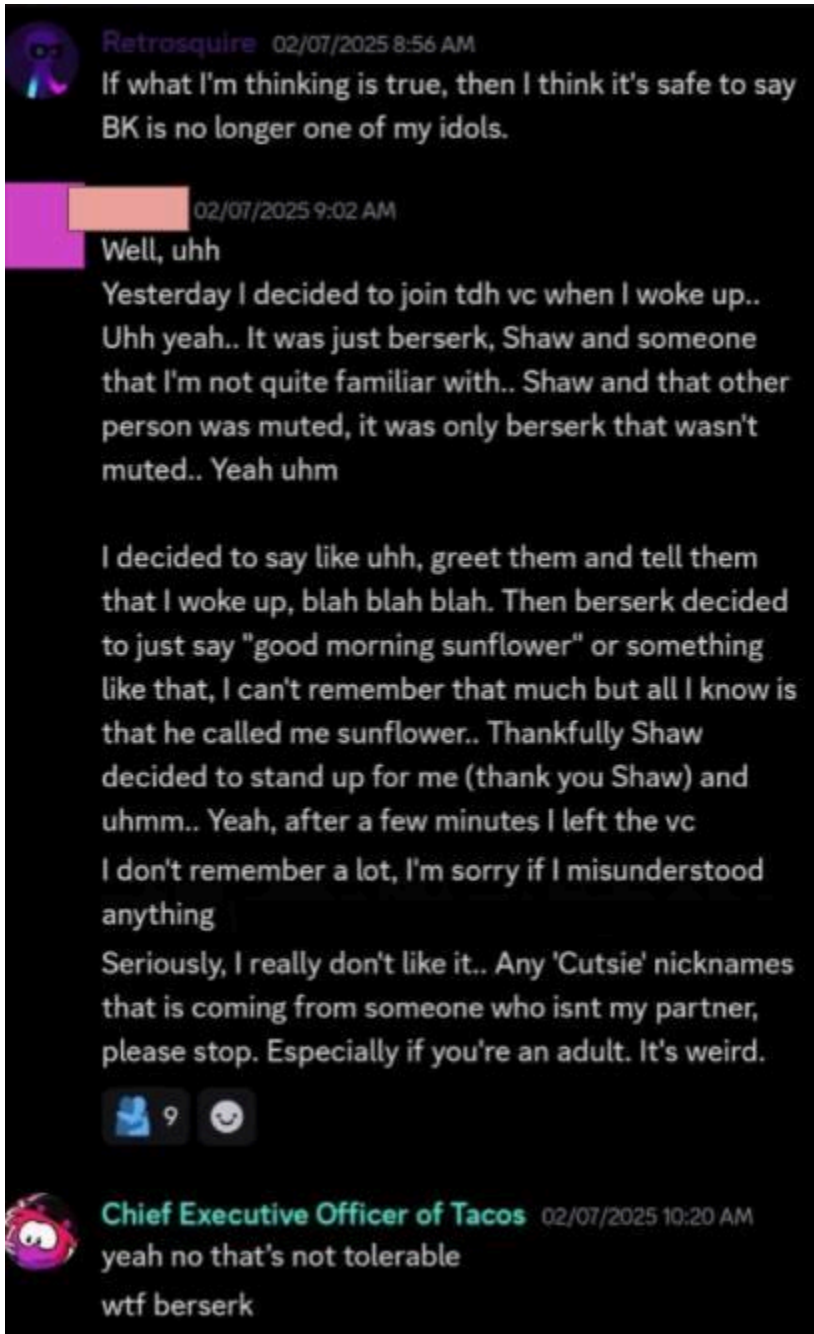 Retrosquire 02/07/2025 8:56 AM
If what I'm thinking is true, then I think it's safe to say
BK is no longer one of my idols.
02/07/2025 9:02 AM
Well, uhh
Yesterday I decided to join tdh vc when I woke up..
Uhh yeah.. It was just berserk, Shaw and someone
that I'm not quite familiar with.. Shaw and that other
person was muted, it was only berserk that wasn't
muted.. Yeah uhm
I decided to say like uhh, greet them and tell them
that I woke up, blah blah blah. Then berserk decided
to just say "good morning sunflower" or something
like that, I can't remember that much but all I know is
that he called me sunflower.. Thankfully Shaw
decided to stand up for me (thank you Shaw) and
uhmm.. Yeah, after a few minutes I left the vc
I don't remember a lot, I'm sorry if I misunderstood
anything
Seriously, I really don't like it.. Any 'Cutsie' nicknames
that is coming from someone who isnt my partner,
please stop. Especially if you're an adult. It's weird.
9
Chief Executive Officer of Tacos 02/07/2025 10:20 AM
yeah no that's not tolerable
wtf berserk